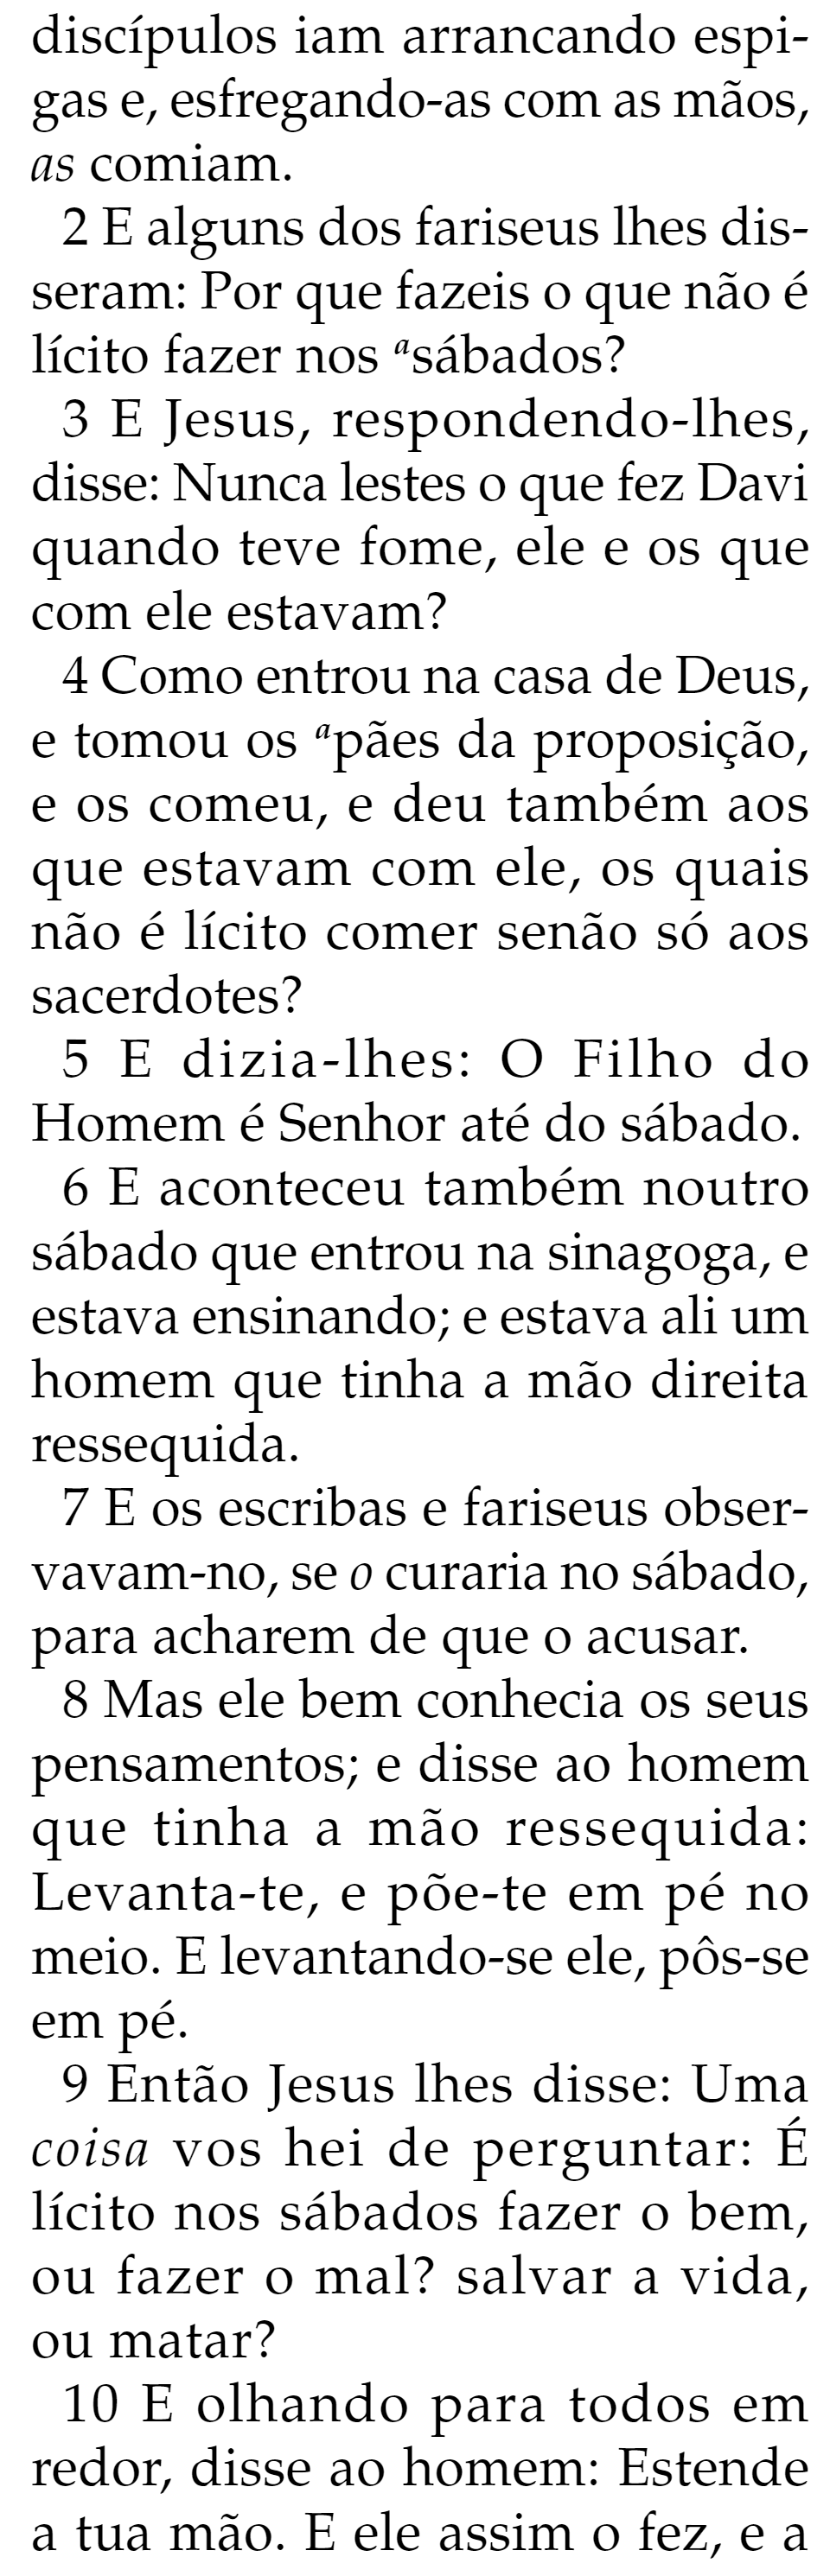 discípulos iam arrancando espi-
gas e, esfregando-as com as mãos,
as comiam.
2 E alguns dos fariseus lhes dis-
seram: Por que fazeis o que não é
lícito fazer nos ᵃsábados?
3 E Jesus, respondendo-lhes,
disse: Nunca lestes o que fez Davi
quando teve fome, ele e os que
com ele estavam?
4 Como entrou na casa de Deus,
e tomou os ᵃpães da proposição,
e os comeu, e deu também aos
que estavam com ele, os quais
não é lícito comer senão só aos
sacerdotes?
5 E dizia-lhes: O Filho do
Homem é Senhor até do sábado.
6 E aconteceu também noutro
sábado que entrou na sinagoga, e
estava ensinando; e estava ali um
homem que tinha a mão direita
ressequida.
7 E os escribas e fariseus obser-
vavam-no, se o curaria no sábado,
para acharem de que o acusar.
8 Mas ele bem conhecia os seus
pensamentos; e disse ao homem
que tinha a mão ressequida:
Levanta-te, e põe-te em pé no
meio. E levantando-se ele, pôs-se
em pé.
9 Então Jesus lhes disse: Uma
coisa vos hei de perguntar: É
lícito nos sábados fazer o bem,
ou fazer o mal? salvar a vida,
ou matar?
10 E olhando para todos em
redor, disse ao homem: Estende
a tua mão. E ele assim o fez, e a